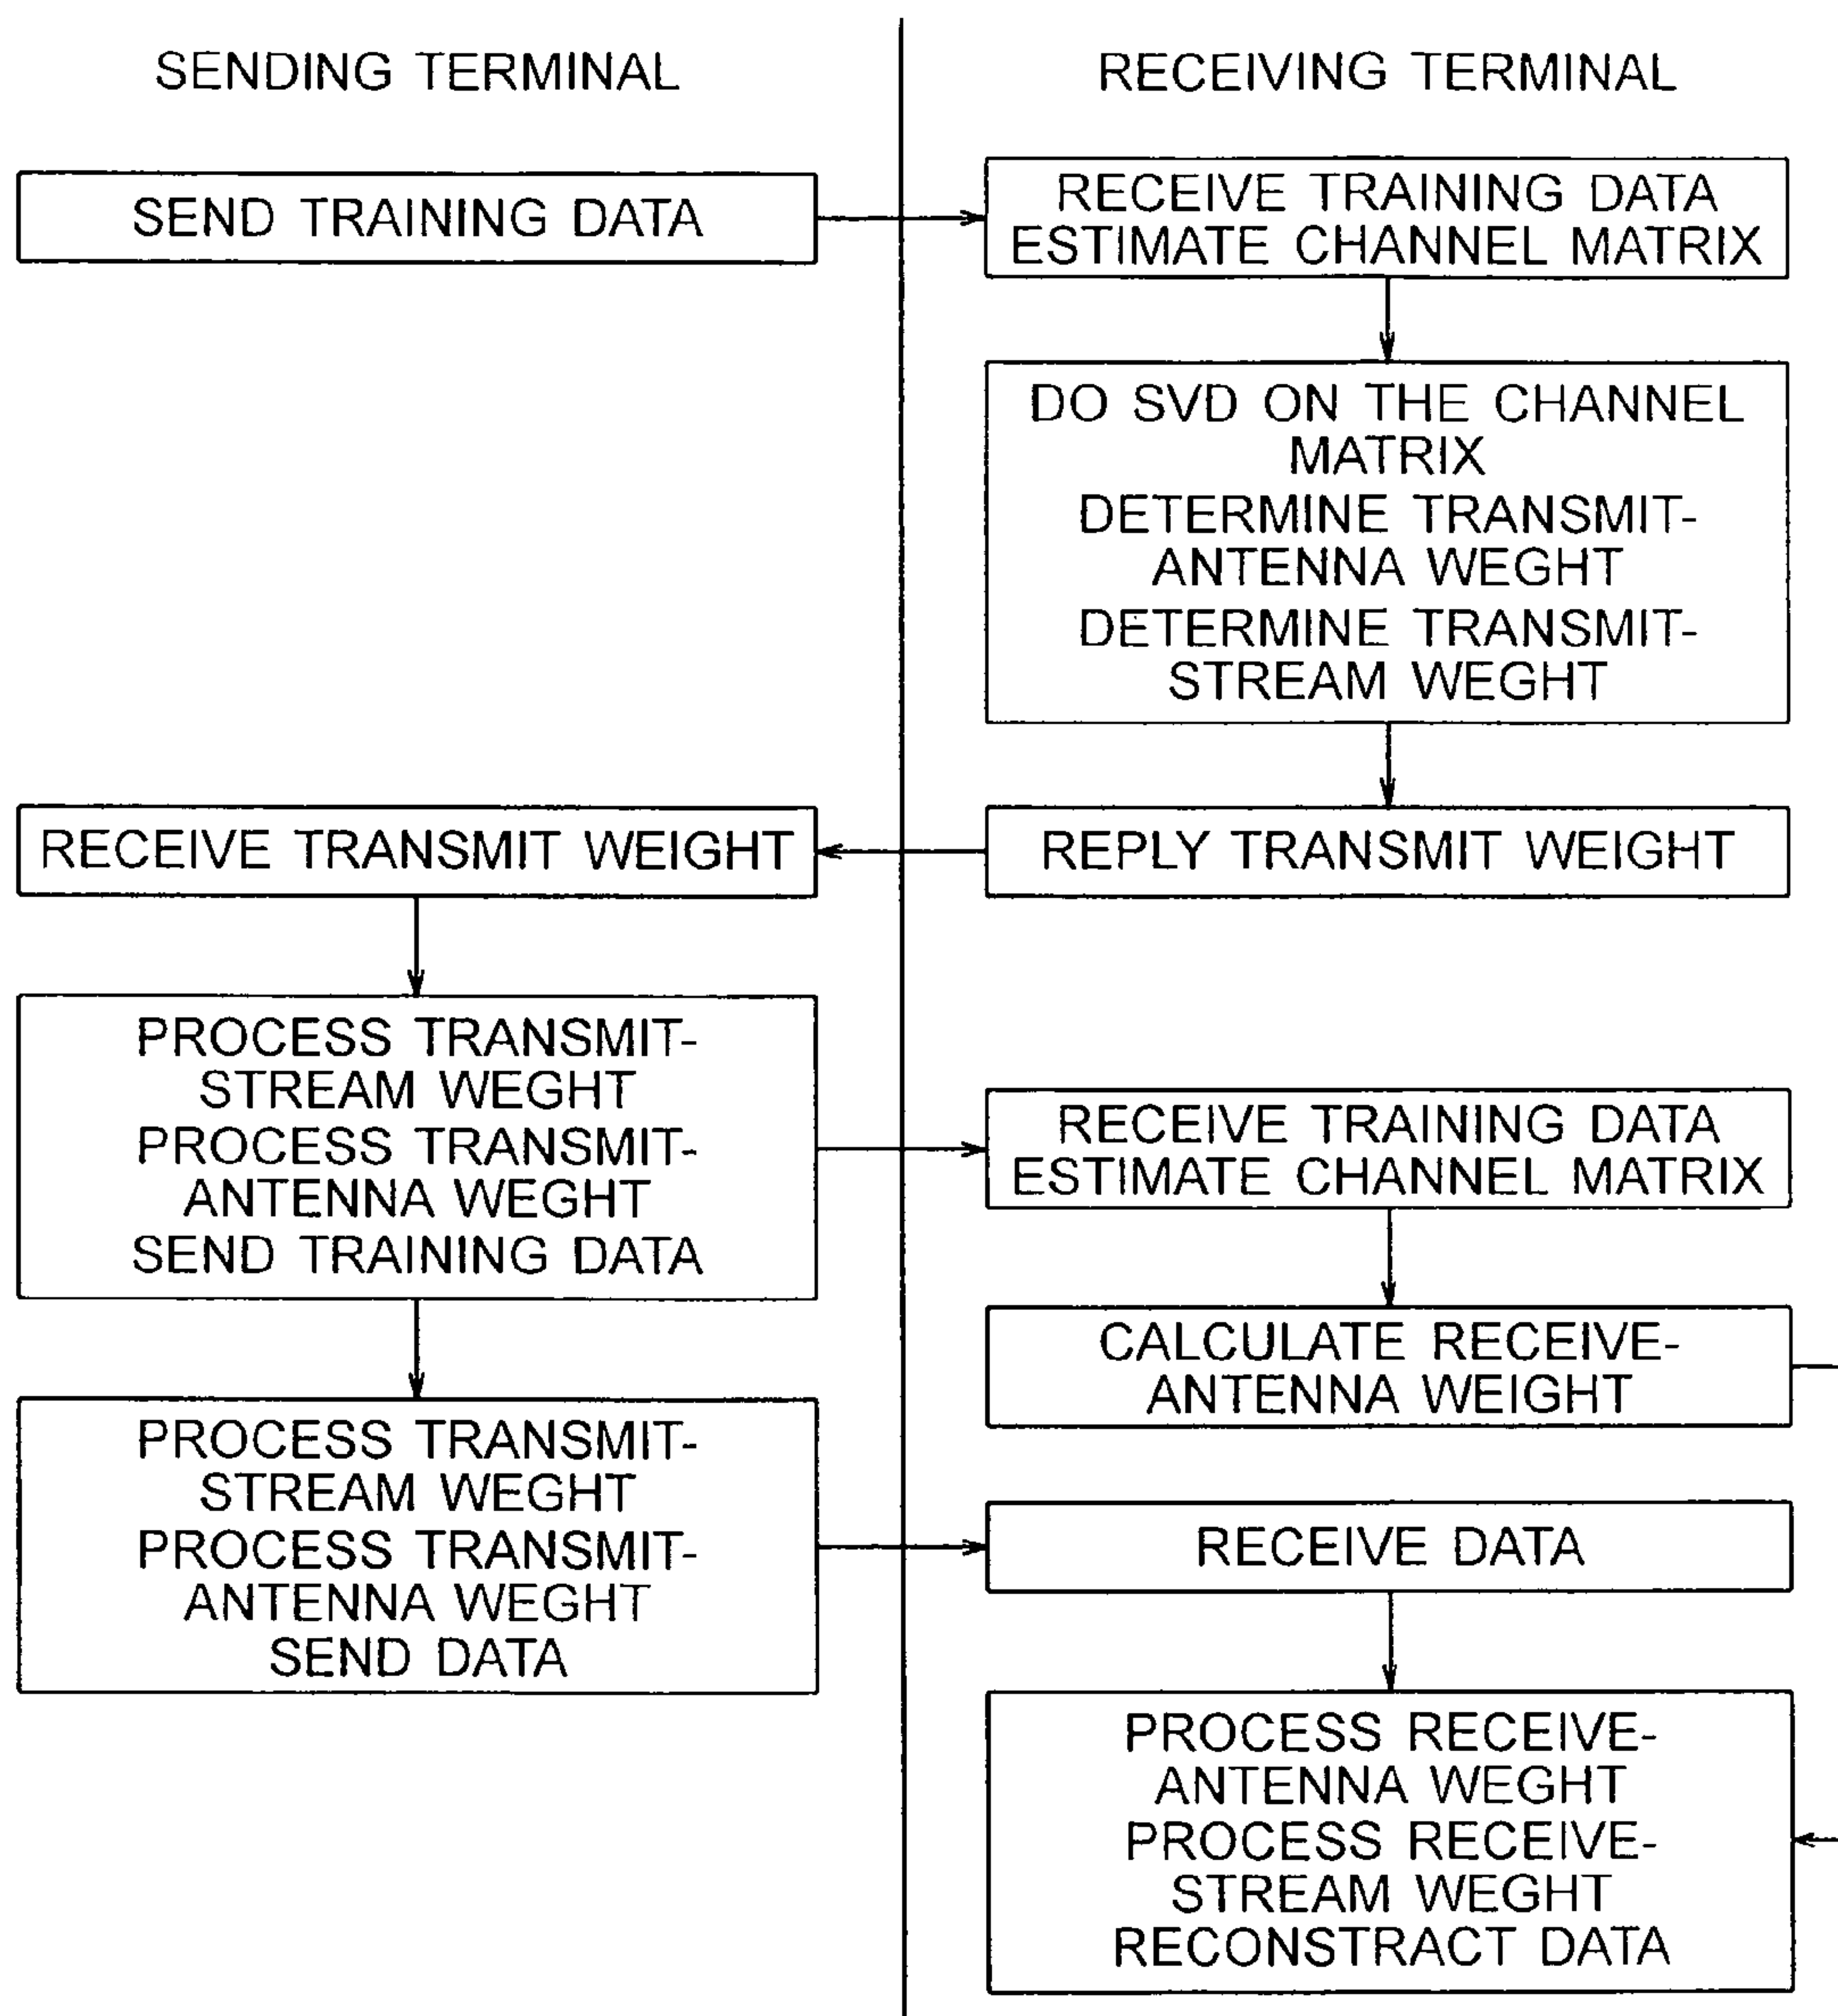 SENDING TERMINAL
RECEIVING TERMINAL
SEND TRAINING DATA
RECEIVE TRAINING DATA
ESTIMATE CHANNEL MATRIX
DO SVD ON THE CHANNEL
MATRIX
DETERMINE TRANSMIT-
ANTENNA WEGHT
DETERMINE TRANSMIT-
STREAM WEGHT
RECEIVE TRANSMIT WEIGHT
REPLY TRANSMIT WEIGHT
PROCESS TRANSMIT-
STREAM WEGHT
PROCESS TRANSMIT-
ANTENNA WEGHT
SEND TRAINING DATA
RECEIVE TRAINING DATA
ESTIMATE CHANNEL MATRIX
CALCULATE RECEIVE-
ANTENNA WEIGHT
PROCESS TRANSMIT-
STREAM WEGHT
PROCESS TRANSMIT-
ANTENNA WEGHT
SEND DATA
RECEIVE DATA
PROCESS RECEIVE-
ANTENNA WEGHT
PROCESS RECEIVE-
STREAM WEGHT
RECONSTRACT DATA